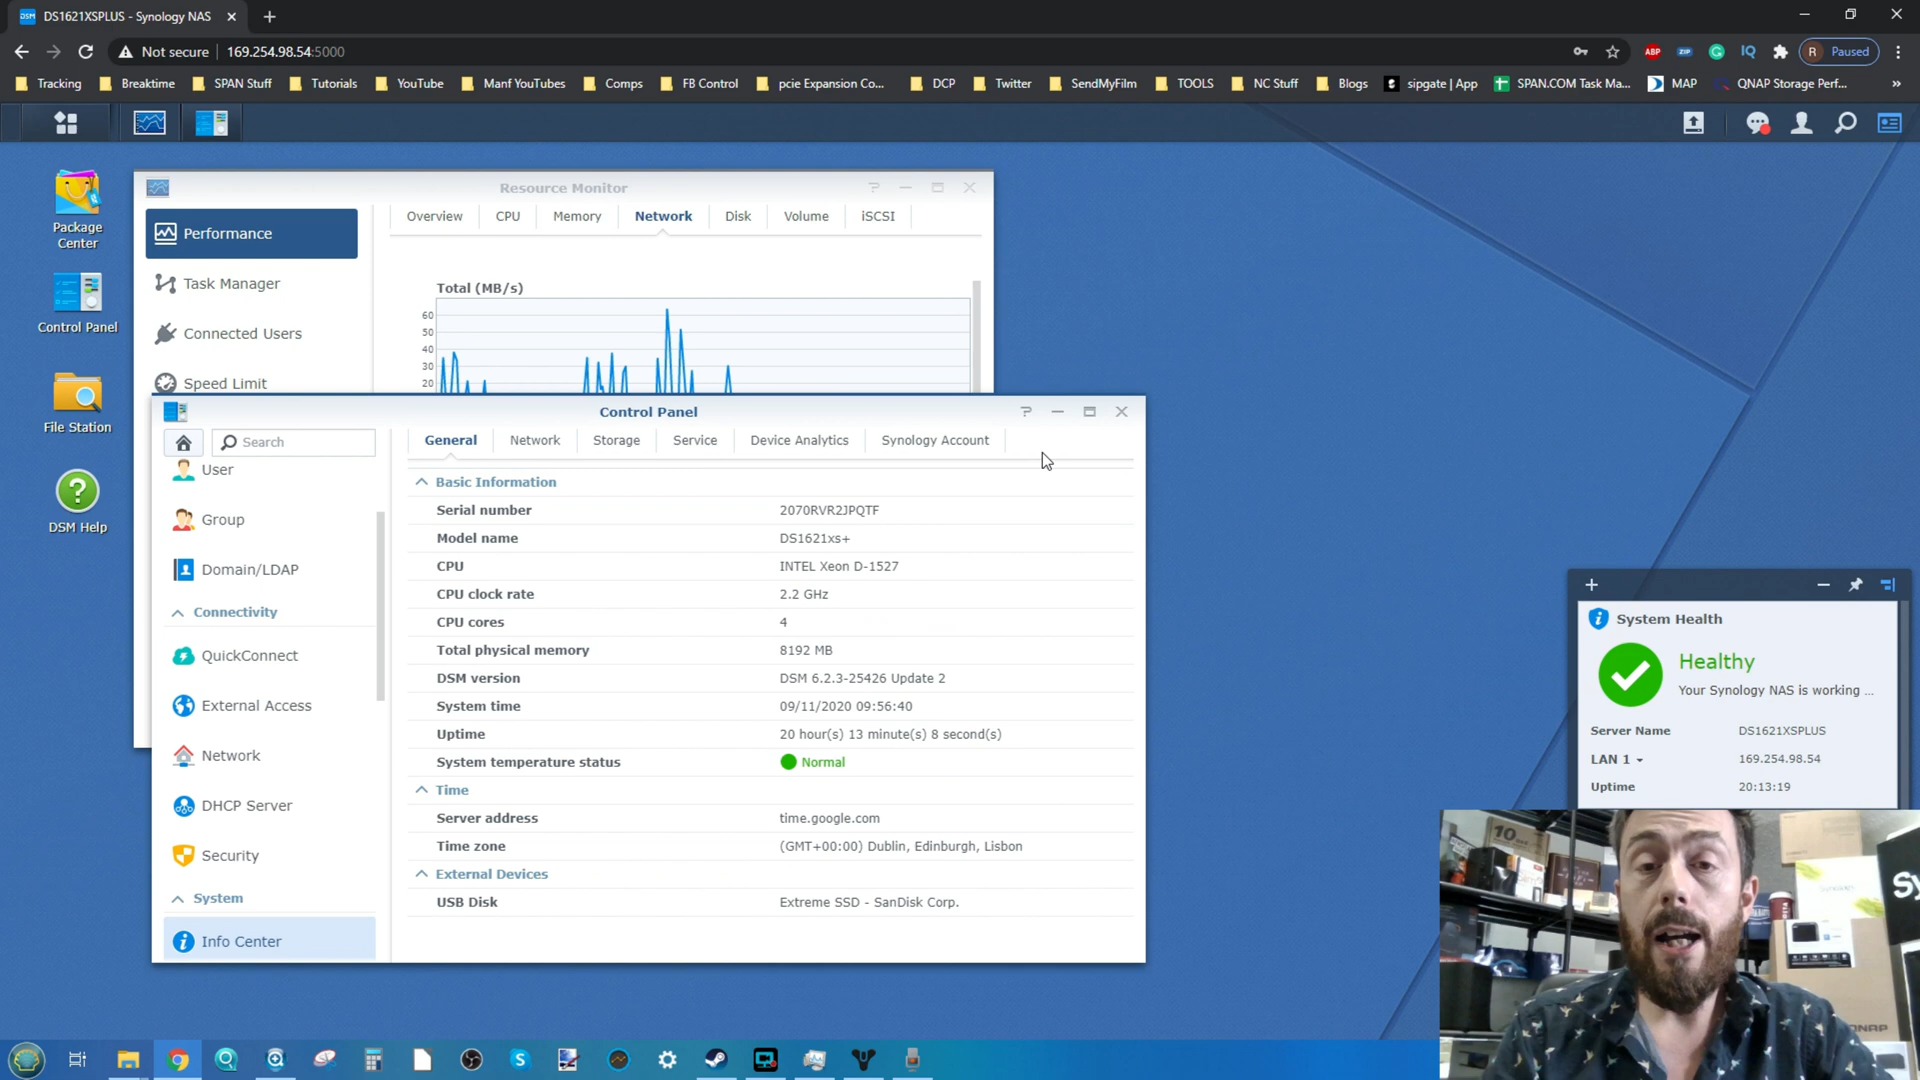 DSM DS1621XSPLUS - Synology NAS
Not secure 169.254.98.54:5000
ABP ZIP IQ R Paused
Tracking Breaktime SPAN Stuff Tutorials YouTube Manf YouTubes Comps FB Control pcie Expansion Co... DCP Twitter SendMyFilm TOOLS NC Stuff Blogs sipgate | App SPAN.COM Task Ma... MAP QNAP Storage Perf... »
Package
Center
Control Panel
File Station
DSM Help
Resource Monitor
Performance
Task Manager
Connected Users
Speed Limit
Overview CPU Memory Network Disk Volume iSCSI
Total (MB/s)
60
50
40
30
20
Control Panel
Search
User
Group
Domain/LDAP
Connectivity
QuickConnect
External Access
Network
DHCP Server
Security
System
Info Center
General Network Storage Service Device Analytics Synology Account
Basic Information
Serial number 2070RVR2JPQTF
Model name DS1621xs+
CPU INTEL Xeon D-1527
CPU clock rate 2.2 GHz
CPU cores 4
Total physical memory 8192 MB
DSM version DSM 6.2.3-25426 Update 2
System time 09/11/2020 09:56:40
Uptime 20 hour(s) 13 minute(s) 8 second(s)
System temperature status Normal
Time
Server address time.google.com
Time zone (GMT+00:00) Dublin, Edinburgh, Lisbon
External Devices
USB Disk Extreme SSD - SanDisk Corp.
System Health
Healthy
Your Synology NAS is working ...
Server Name DS1621XSPLUS
LAN 1 169.254.98.54
Uptime 20:13:19